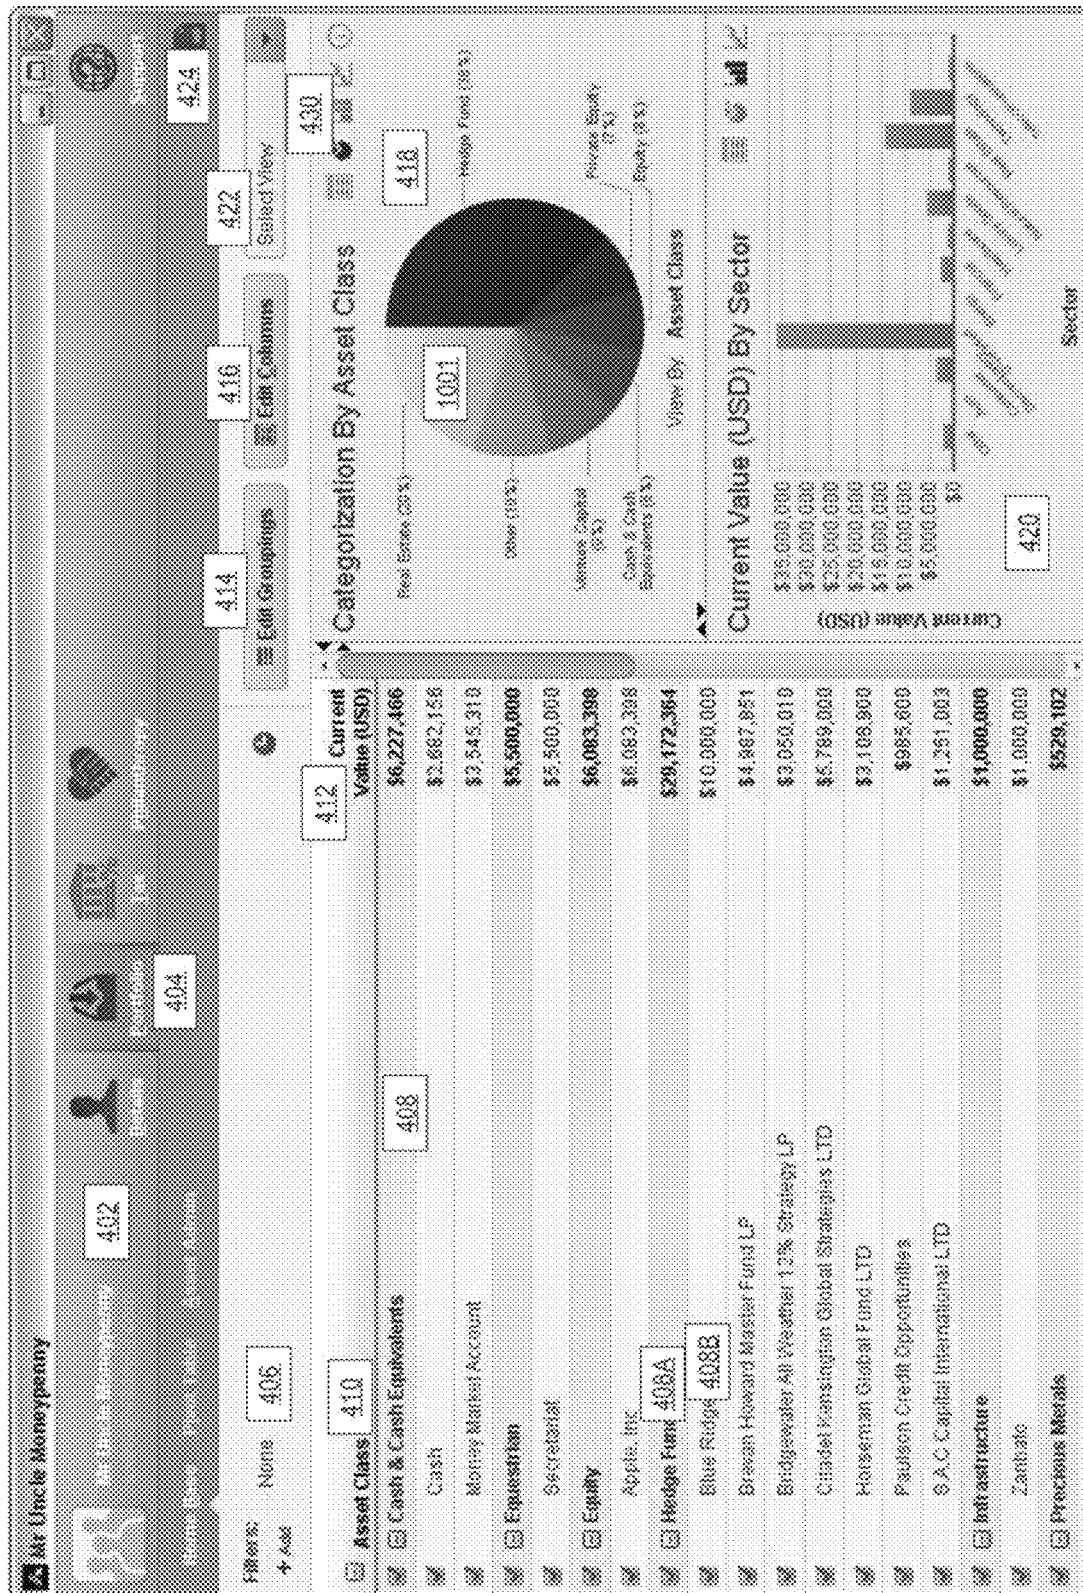 Mr Uncle Moneypenny
402
404
424
Filters:
None
+ Add
406
414
416
422
Edit Groupings
Edit Columns
Select View
430
Asset Class
410
412
Current
Value (USD)
Cash & Cash Equivalents
408
$6,227,466
Cash
$2,682,156
Money Market Account
$3,545,310
Equestrian
$5,500,000
Secretariat
$5,500,000
Equity
$6,083,398
Apple, Inc.
$6,083,398
Hedge Fund
408A
$29,172,364
Blue Ridge
408B
$10,000,000
Brevan Howard Master Fund LP
$4,987,851
Bridgewater All Weather 12% Strategy LP
$3,050,010
Citadel Kensington Global Strategies LTD
$5,789,000
Horseman Global Fund LTD
$3,108,900
Paulson Credit Opportunities
$985,600
S.A.C Capital International LTD
$1,251,003
Infrastructure
$1,000,000
Zanbato
$1,000,000
Precious Metals
$529,102
Categorization By Asset Class
418
1001
Real Estate (20%)
Other
Venture Capital
Cash & Cash
Equivalents (8%)
Hedge Fund
Private Equity
(7%)
Equity (8%)
View By Asset Class
Current Value (USD) By Sector
$35,000,000
$30,000,000
$25,000,000
$20,000,000
$15,000,000
$10,000,000
$5,000,000
$0
Current Value (USD)
420
Sector